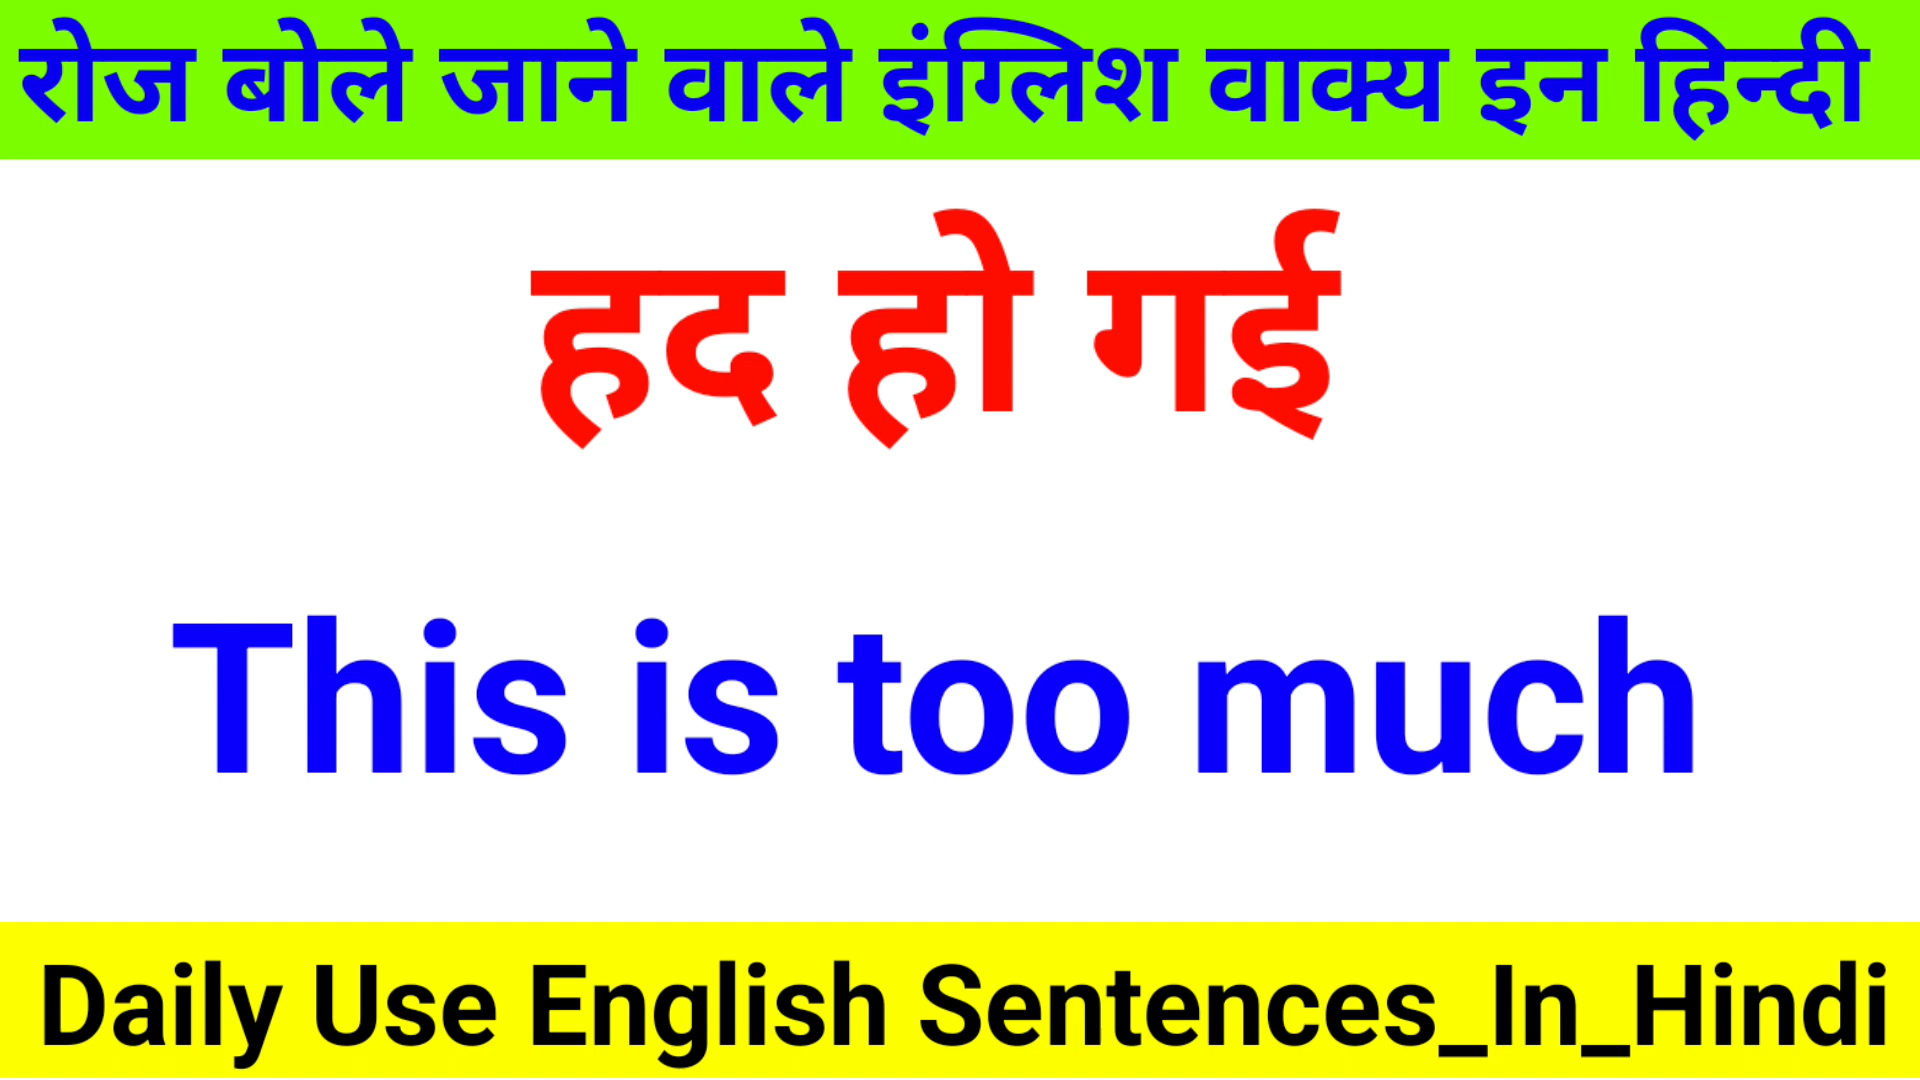 रोज बोले जाने वाले इंग्लिश वाक्य इन हिन्दी
हद हो गई
This is too much
Daily Use English Sentences_In_Hindi